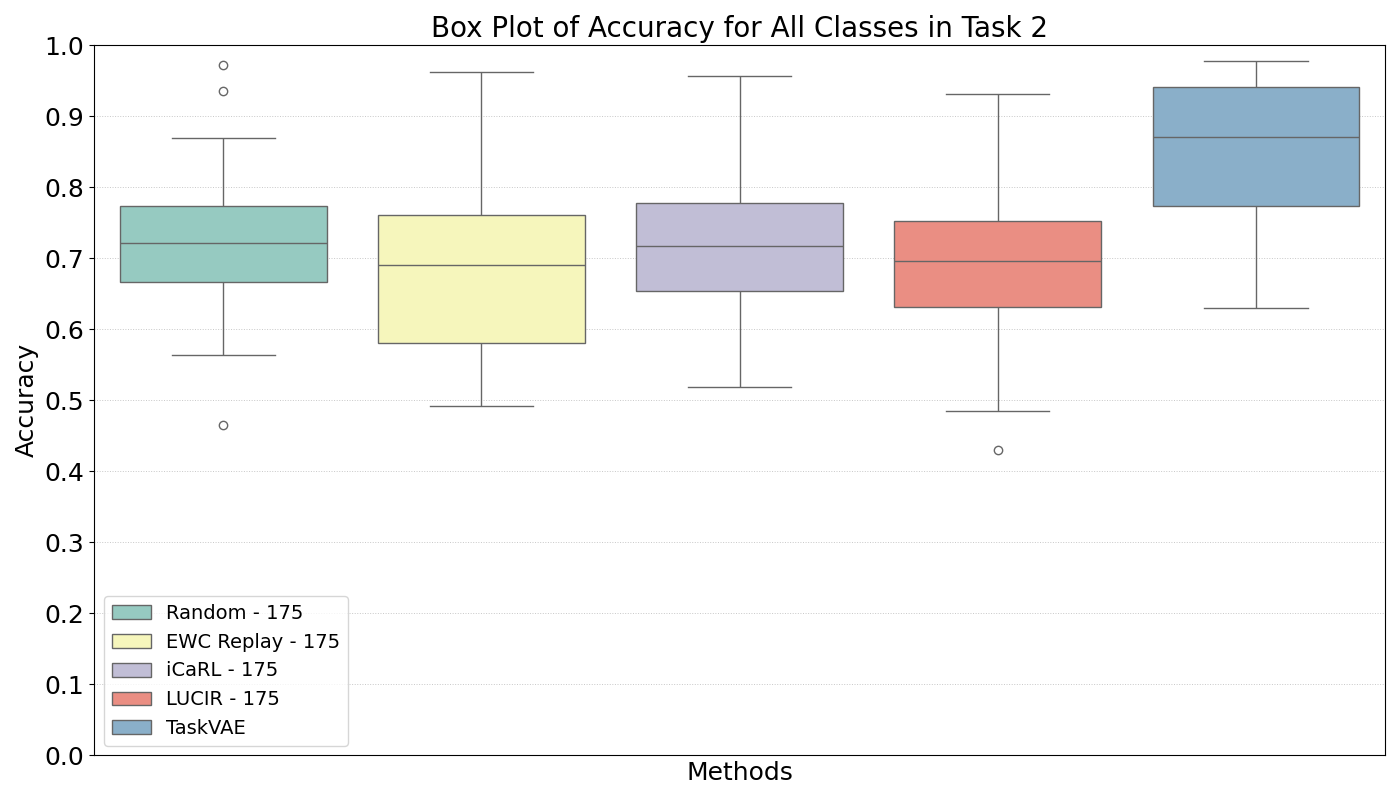 Box Plot of Accuracy for All Classes in Task 2
1.0
0.9
0.8
0.7
0.6
0.5
0.4
0.3
0.2
0.1
0.0
Accuracy
Random - 175
EWC Replay - 175
iCaRL - 175
LUCIR - 175
TaskVAE
Methods